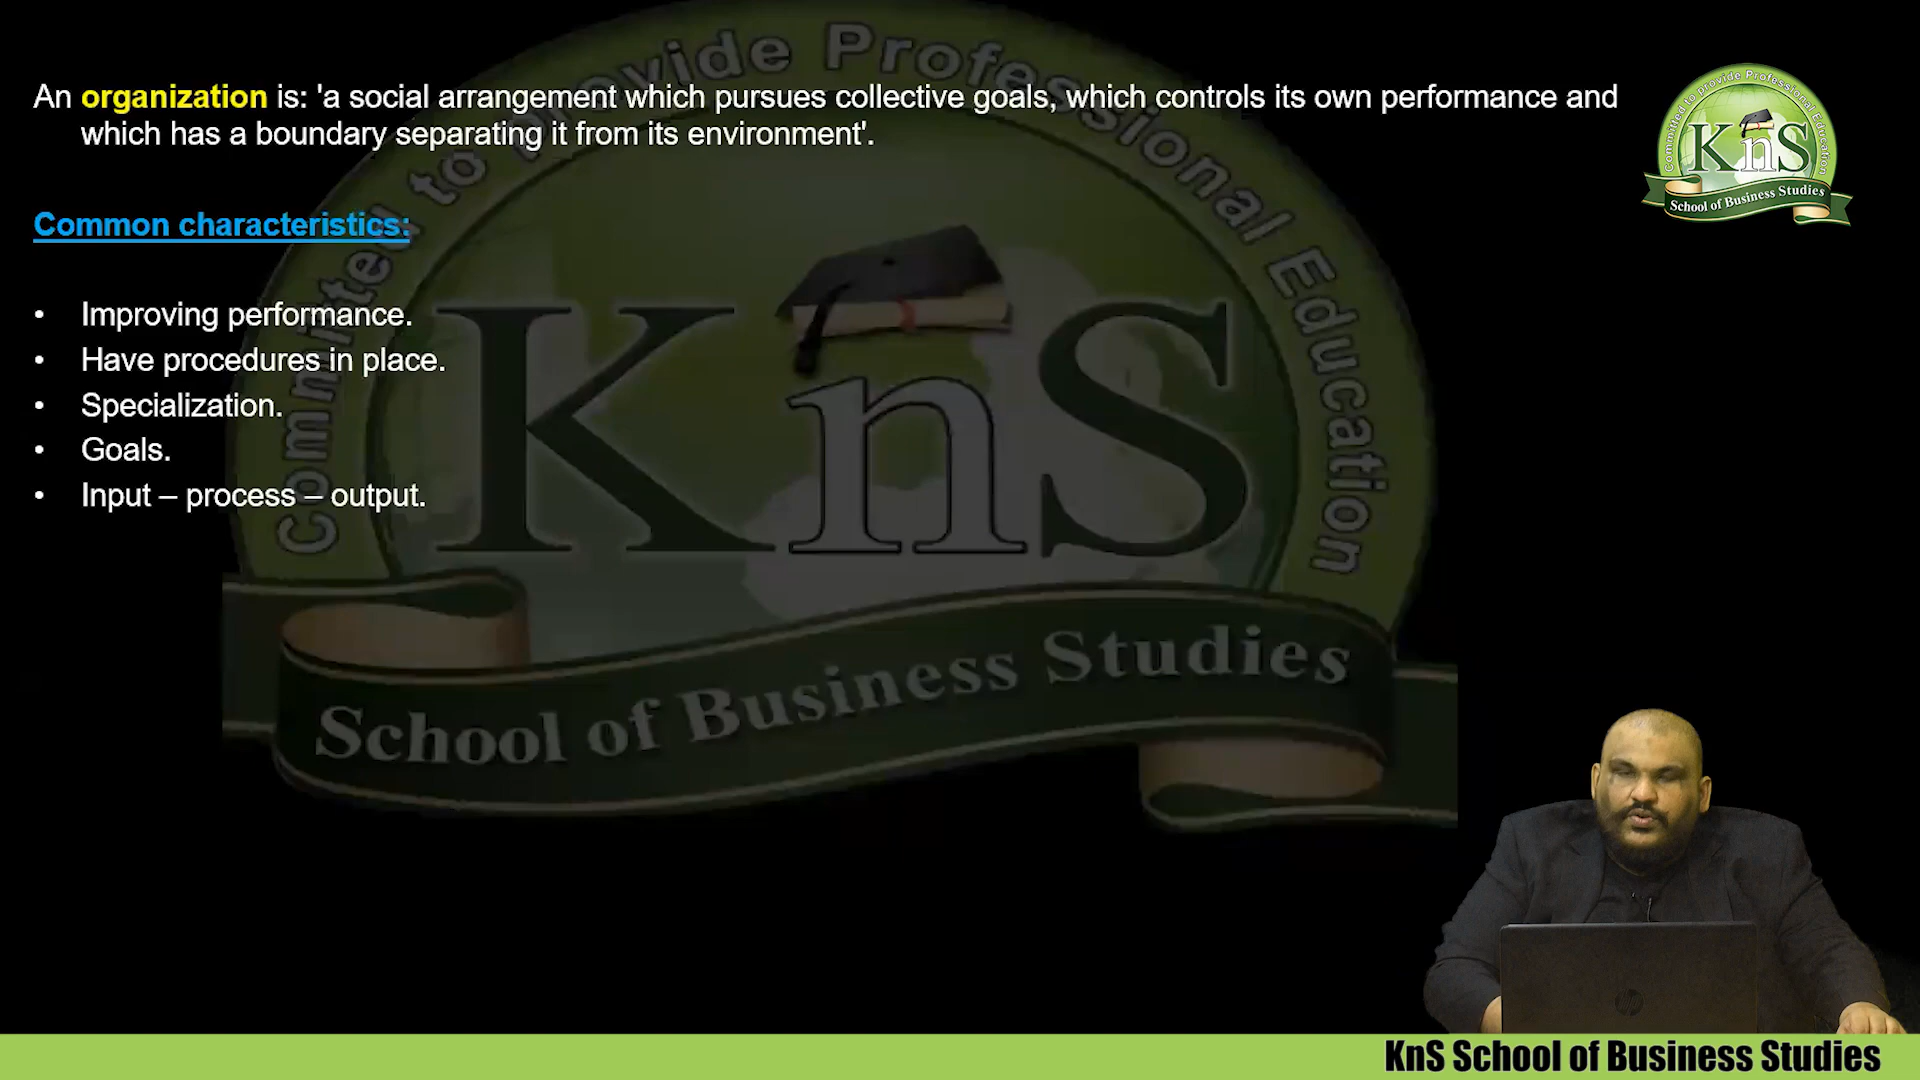 An organization is: 'a social arrangement which pursues collective goals, which controls its own performance and
which has a boundary separating it from its environment'.
Common characteristics:
• Improving performance.
• Have procedures in place.
• Specialization.
• Goals.
• Input – process – output.
Committed to provide Professional Education
KnS
School of Business Studies
Committed to provide Professional Education
KnS
School of Business Studies
KnS School of Business Studies